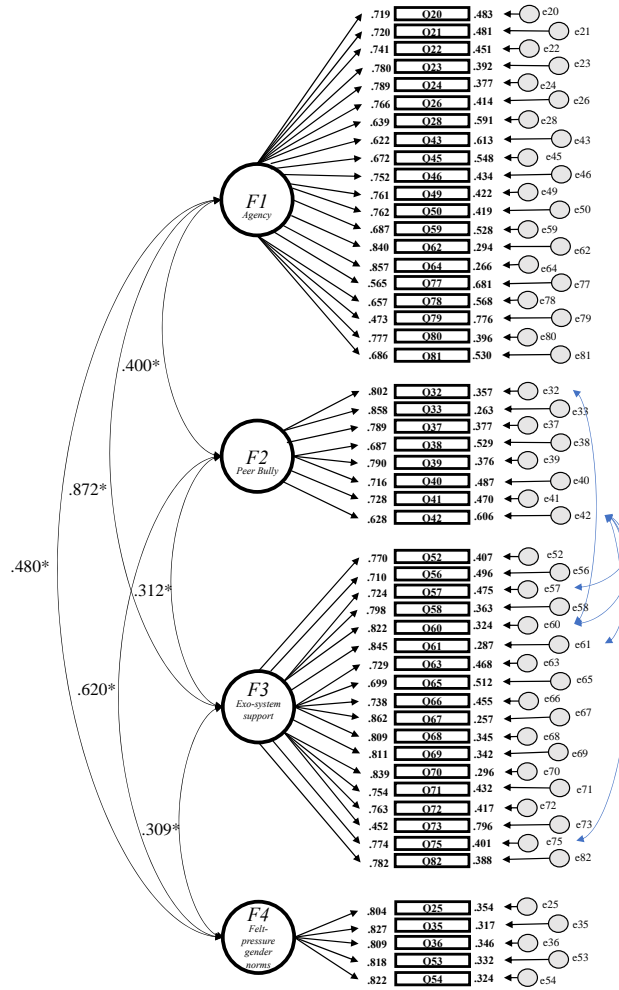 .719 Q20 .483 e20
.720 Q21 .481 e21
.741 Q22 .451 e22
.780 Q23 .392 e23
.789 Q24 .377 e24
.766 Q26 .414 e26
.639 Q28 .591 e28
.622 Q43 .613 e43
.672 Q45 .548 e45
.752 Q46 .434 e46
.761 Q49 .422 e49
.762 Q50 .419 e50
.687 Q59 .528 e59
.840 Q62 .294 e62
.857 Q64 .266 e64
.565 Q77 .681 e77
.657 Q78 .568 e78
.473 Q79 .776 e79
.777 Q80 .396 e80
.686 Q81 .530 e81
F1
Agency
.400*
.802 Q32 .357 e32
.858 Q33 .263 e33
.789 Q37 .377 e37
.687 Q38 .529 e38
.790 Q39 .376 e39
.716 Q40 .487 e40
.728 Q41 .470 e41
.628 Q42 .606 e42
F2
Peer Bully
.872*
.480*
.312*
.620*
.770 Q52 .407 e52
.710 Q56 .496 e56
.724 Q57 .475 e57
.798 Q58 .363 e58
.822 Q60 .324 e60
.845 Q61 .287 e61
.729 Q63 .468 e63
.699 Q65 .512 e65
.738 Q66 .455 e66
.862 Q67 .257 e67
.809 Q68 .345 e68
.811 Q69 .342 e69
.839 Q70 .296 e70
.754 Q71 .432 e71
.763 Q72 .417 e72
.452 Q73 .796 e73
.774 Q75 .401 e75
.782 Q82 .388 e82
F3
Exo-system
support
.309*
.804 Q25 .354 e25
.827 Q35 .317 e35
.809 Q36 .346 e36
.818 Q53 .332 e53
.822 Q54 .324 e54
F4
Felt-
pressure
gender
norms